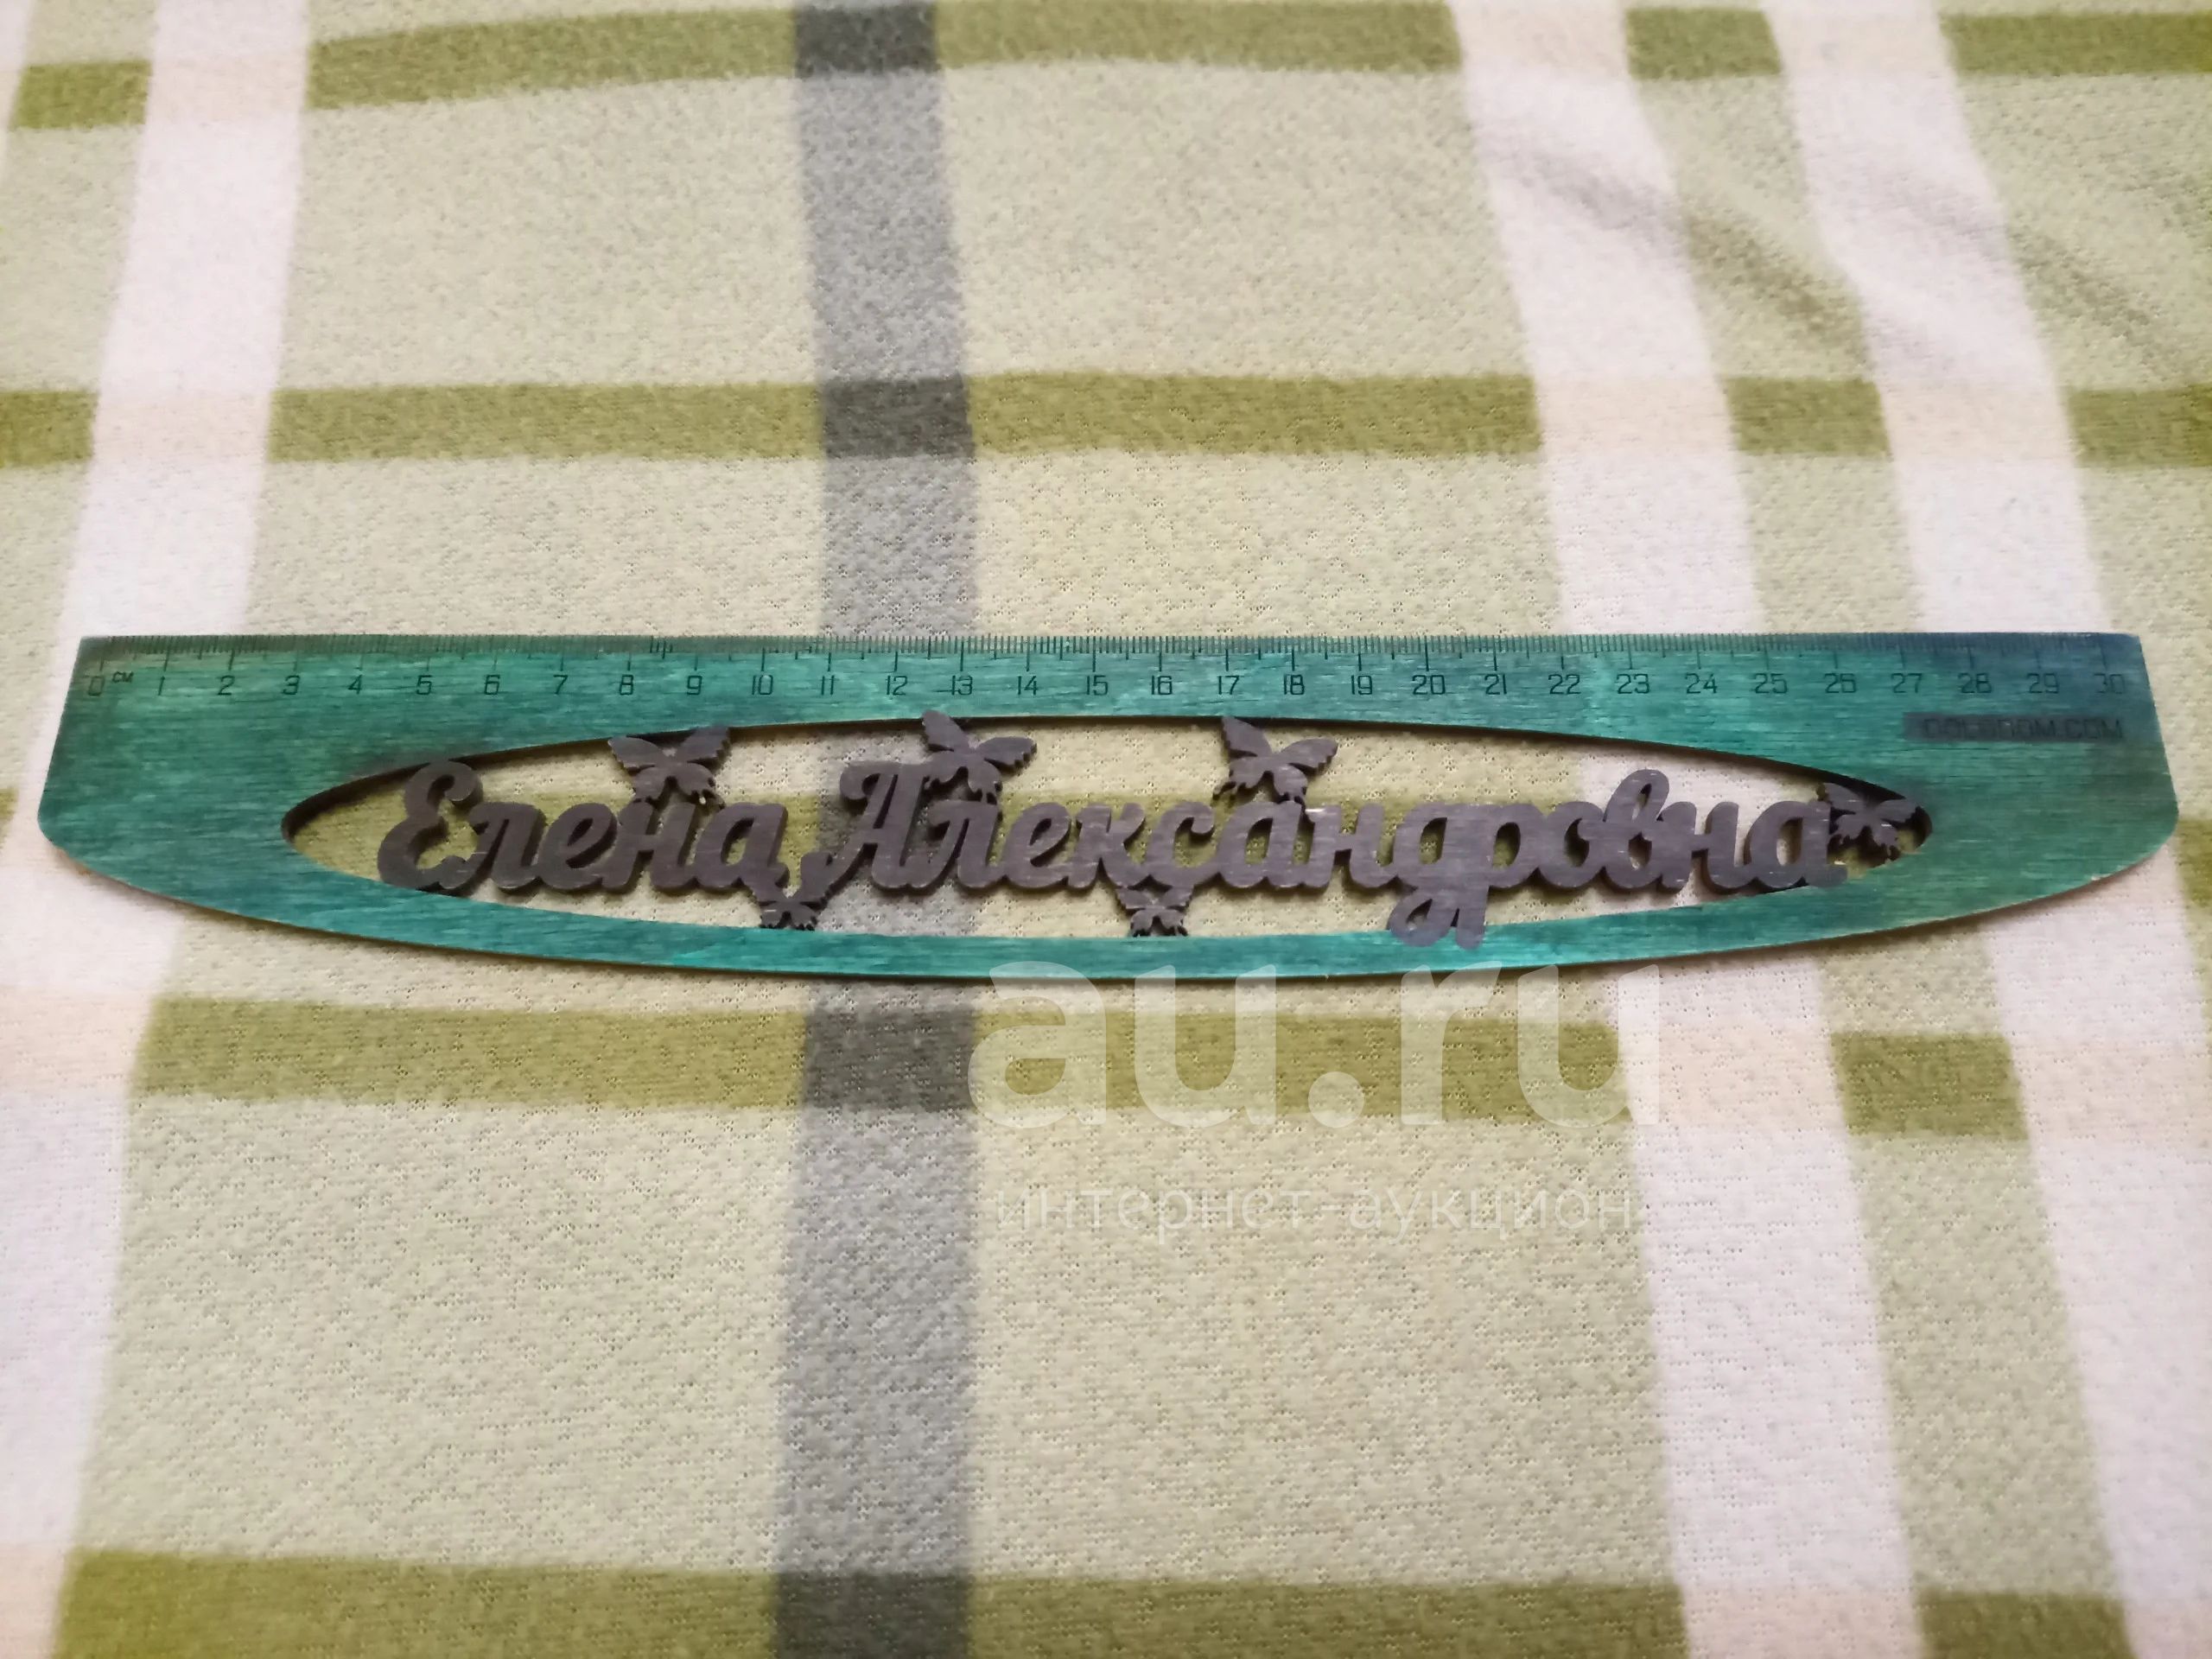 0 см 1 2 3 4 5 6 7 8 9 10 11 12 13 14 15 16 17 18 19 20 21 22 23 24 25 26 27 28 29 30
Елена Александровна
au.ru
интернет-аукцион